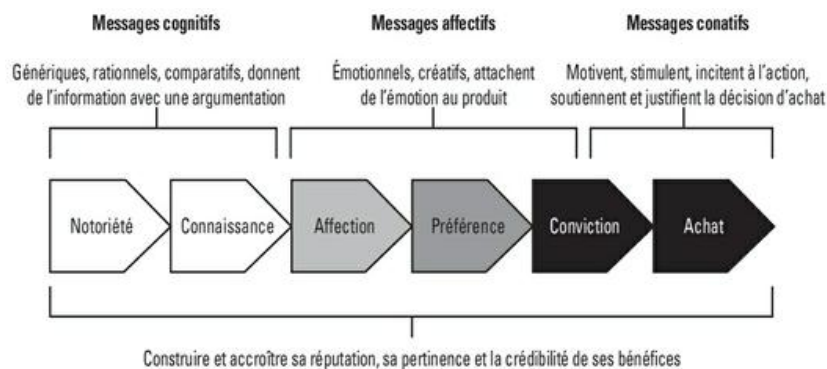 Messages cognitifs
Génériques, rationnels, comparatifs, donnent
de l'information avec une argumentation
Messages affectifs
Émotionnels, créatifs, attachent
de l'émotion au produit
Messages conatifs
Motivent, stimulent, incitent à l'action,
soutiennent et justifient la décision d'achat
Notoriété
Connaissance
Affection
Préférence
Conviction
Achat
Construire et accroître sa réputation, sa pertinence et la crédibilité de ses bénéfices